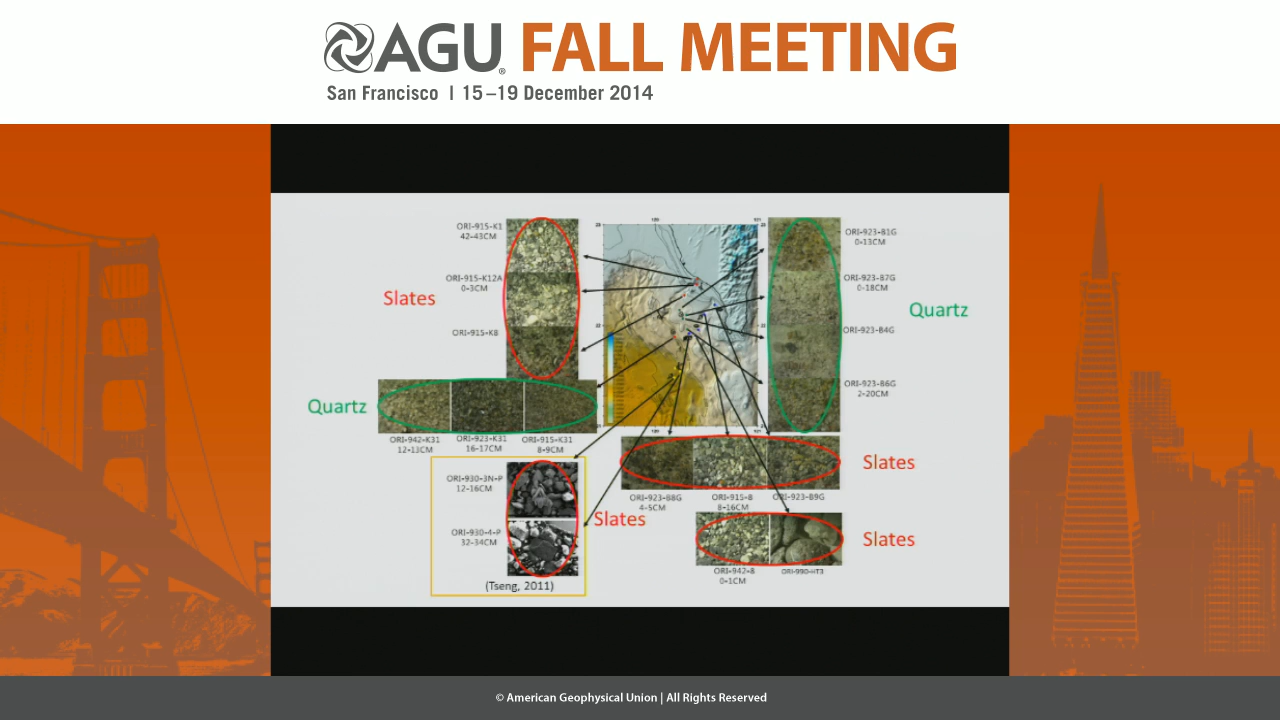 AGU® FALL MEETING
San Francisco | 15–19 December 2014
ORI-915-K1
42-43CM
ORI-915-K12A
0-3CM
Slates
ORI-915-K8
Quartz
ORI-942-K31
12-13CM
ORI-923-K31
16-17CM
ORI-915-K31
8-9CM
ORI-930-3N-P
12-16CM
ORI-930-4-P
32-34CM
Slates
(Tseng, 2011)
ORI-923-B1G
0-13CM
ORI-923-B7G
0-18CM
Quartz
ORI-923-B4G
ORI-923-B6G
2-20CM
Slates
ORI-923-B8G
4-5CM
ORI-915-8
8-16CM
ORI-923-B9G
Slates
ORI-942-8
0-1CM
ORI-990-HT3
© American Geophysical Union | All Rights Reserved